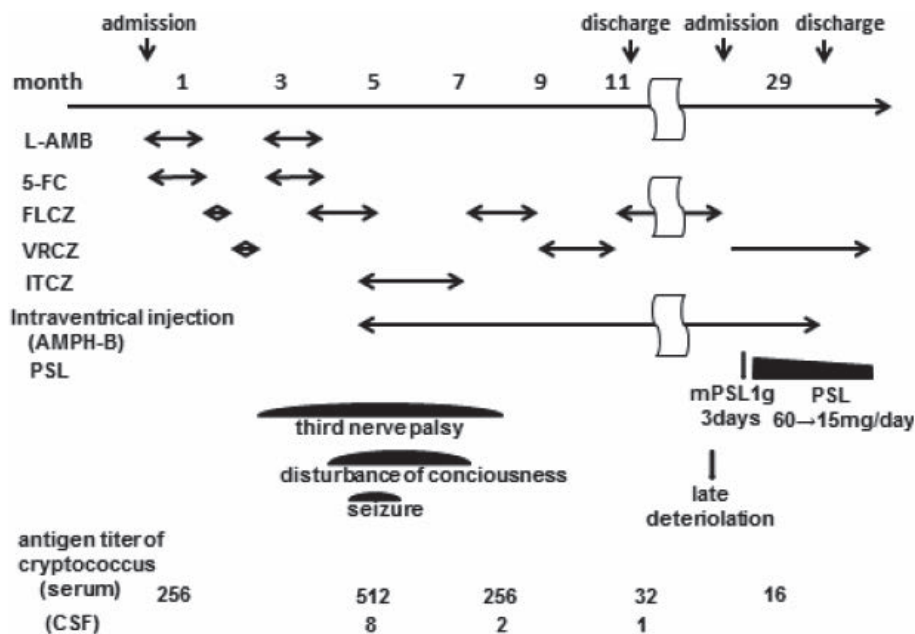 admission discharge admission discharge
month 1 3 5 7 9 11 29
L-AMB
5-FC
FLCZ
VRCZ
ITCZ
Intraventrical injection
(AMPH-B)
PSL
mPSL1g PSL
3days 60→15mg/day
third nerve palsy
disturbance of conciousness
seizure
late
deteriolation
antigen titer of
cryptococcus
(serum) 256 512 256 32 16
(CSF) 8 2 1